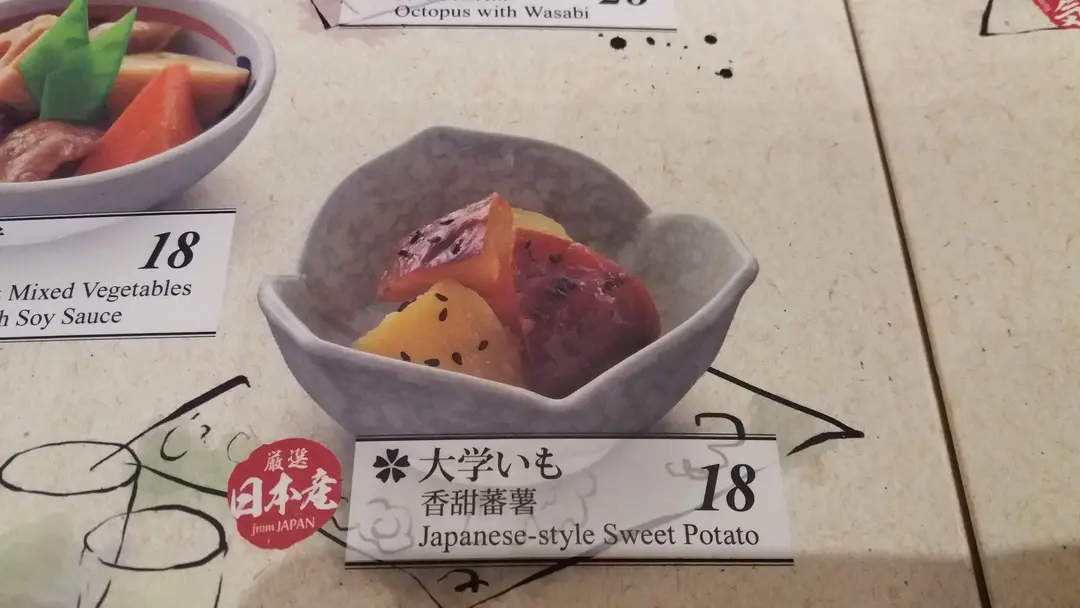 Octopus with Wasabi
18
Mixed Vegetables
Soy Sauce
厳選
日本産
from JAPAN
大学いも
香甜蕃薯
18
Japanese-style Sweet Potato